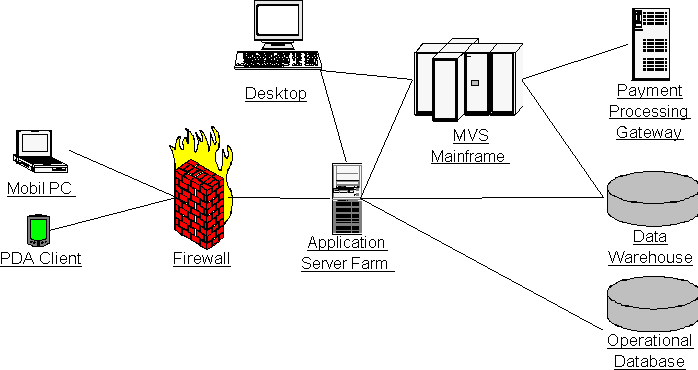 Desktop
MVS
Mainframe
Payment
Processing
Gateway
Mobil PC
PDA Client
Firewall
Application
Server Farm
Data
Warehouse
Operational
Database